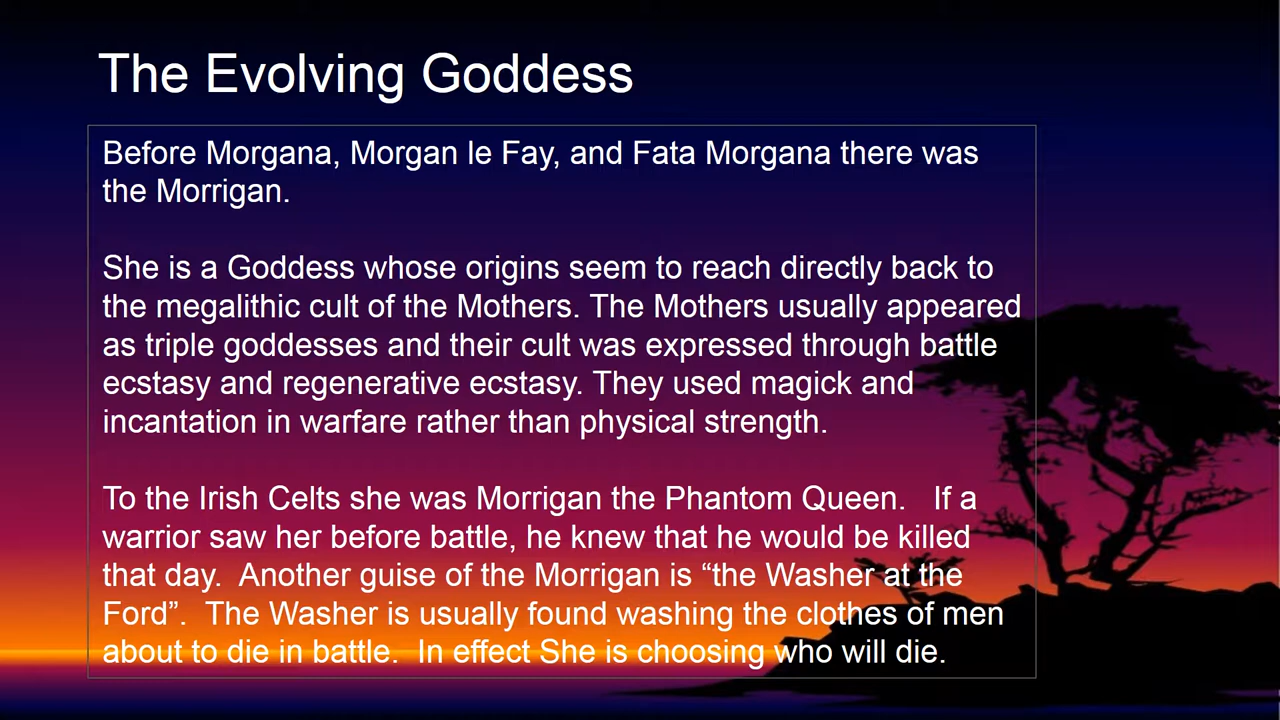 The Evolving Goddess
Before Morgana, Morgan le Fay, and Fata Morgana there was
the Morrigan.
She is a Goddess whose origins seem to reach directly back to
the megalithic cult of the Mothers. The Mothers usually appeared
as triple goddesses and their cult was expressed through battle
ecstasy and regenerative ecstasy. They used magick and
incantation in warfare rather than physical strength.
To the Irish Celts she was Morrigan the Phantom Queen.   If a
warrior saw her before battle, he knew that he would be killed
that day.  Another guise of the Morrigan is “the Washer at the
Ford”.  The Washer is usually found washing the clothes of men
about to die in battle.  In effect She is choosing who will die.